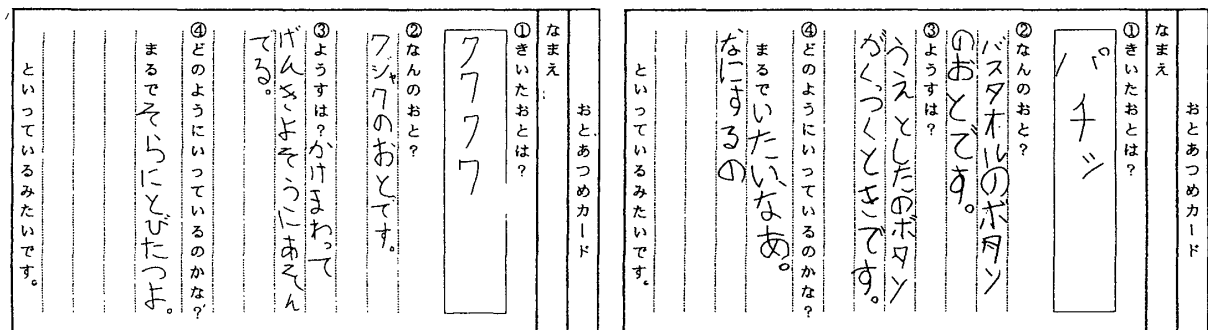 おとあつめカード
なまえ
①きいたおとは?
バチッ
②なんのおと?
バスタオルのボタン
のおとです。
③ようすは?
うえとしたのボタン
がくっつくときです。
④どのようにいっているのかな?
まるでいたい、なあ。
なにするの
といっているみたいです。
おとあつめカード
なまえ
①きいたおとは?
クククク
②なんのおと?
クジャクのおとです。
③ようすは?かけまわって
げんきよそうにあそん
でる。
④どのようにいっているのかな?
まるでそらにとびたつよ。
といっているみたいです。